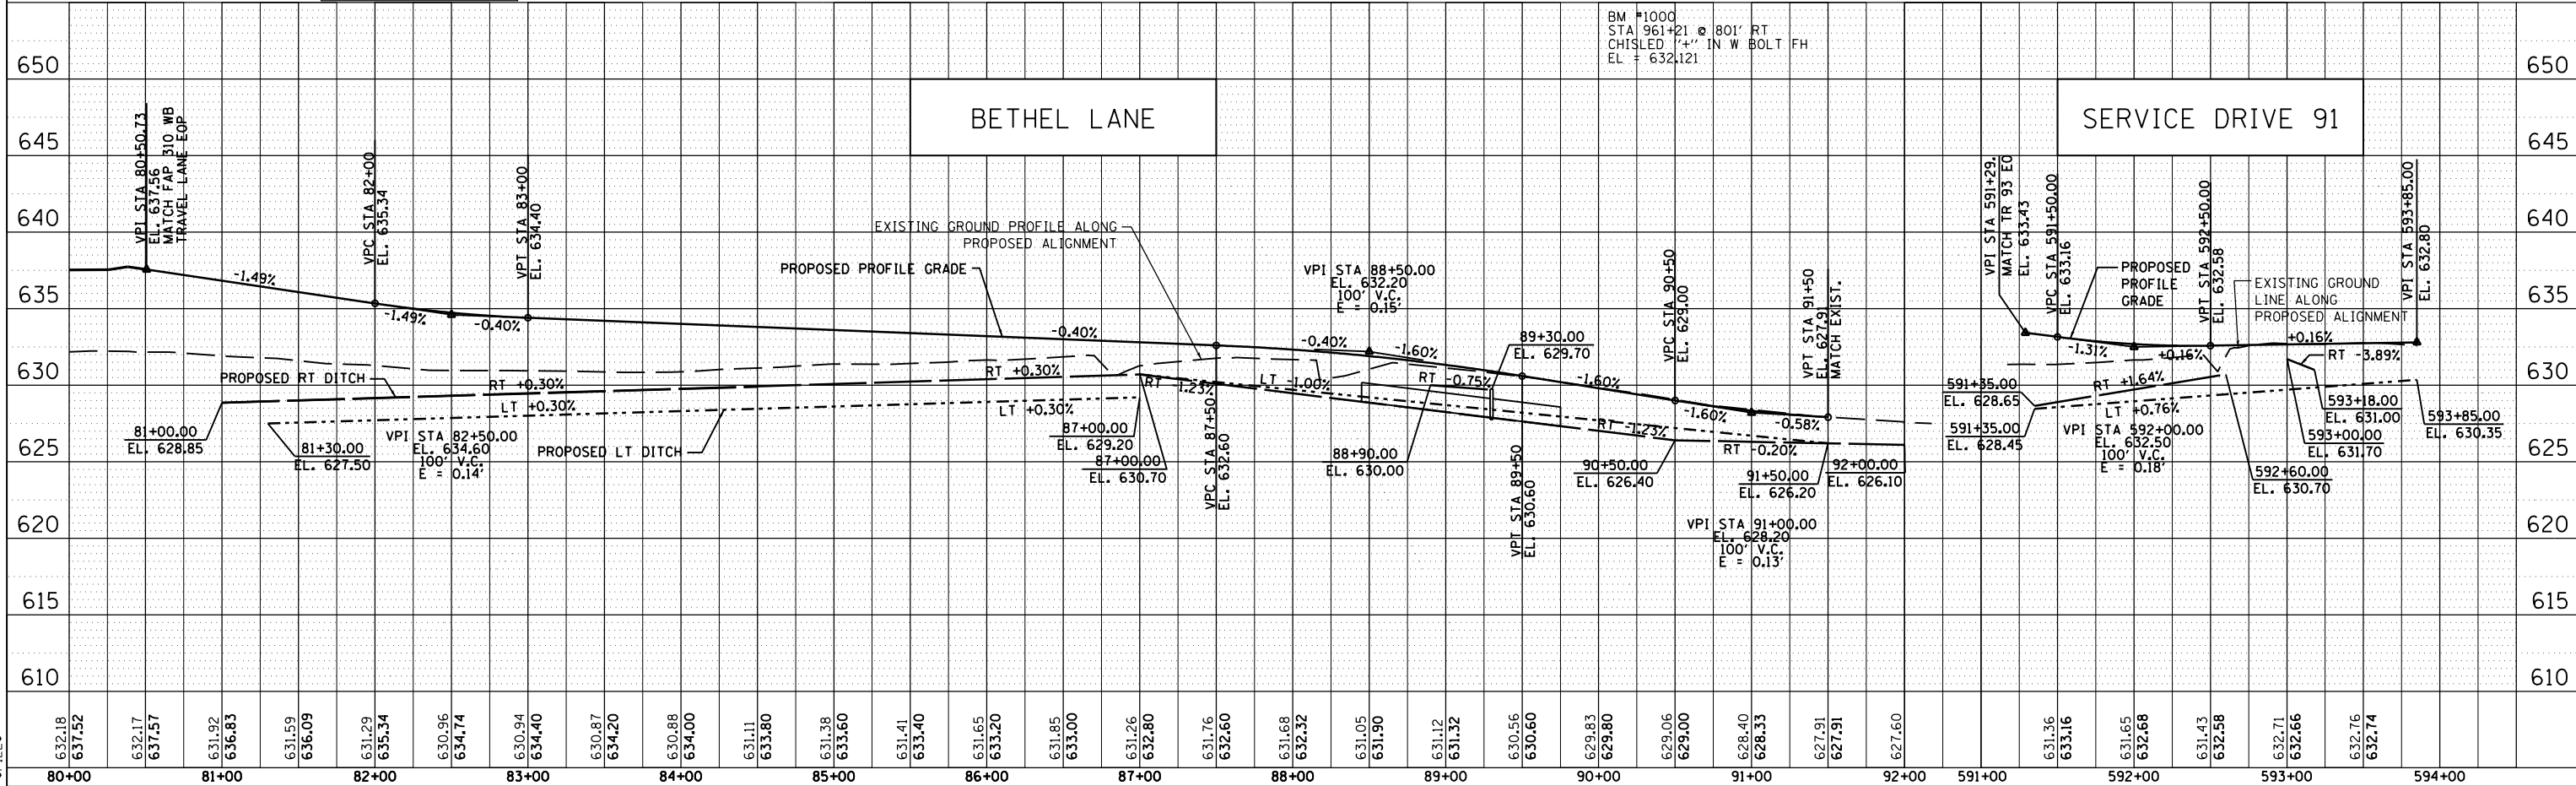 BM #1000
STA 961+21 @ 801' RT
CHISLED "+" IN W BOLT FH
EL = 632.121
650
650
645
645
640
640
635
635
630
630
625
625
620
620
615
615
610
610
BETHEL LANE
SERVICE DRIVE 91
VPI STA 80+50.73
EL. 637.56
MATCH FAP 310 WB
TRAVEL LANE EOP
-1.49%
VPC STA 82+00
EL. 635.34
-1.49%
-0.40%
VPT STA 83+00
EL. 634.40
EXISTING GROUND PROFILE ALONG
PROPOSED ALIGNMENT
PROPOSED PROFILE GRADE
-0.40%
VPI STA 88+50.00
EL. 632.20
100' V.C.
E = 0.15'
-0.40%
-1.60%
89+30.00
EL. 629.70
VPC STA 90+50
EL. 629.00
-1.60%
-1.60%
-0.58%
VPT STA 91+50
EL. 627.91
MATCH EXIST.
PROPOSED RT DITCH
RT +0.30%
RT +0.30%
LT +0.30%
LT +0.30%
RT -1.23%
LT -1.00%
RT -0.75%
RT -1.23%
RT -0.20%
81+00.00
EL. 628.85
81+30.00
EL. 627.50
VPI STA 82+50.00
EL. 634.60
100' V.C.
E = 0.14'
PROPOSED LT DITCH
87+00.00
EL. 629.20
87+00.00
EL. 630.70
VPC STA 87+50
EL. 632.60
88+90.00
EL. 630.00
VPT STA 89+50
EL. 630.60
90+50.00
EL. 626.40
91+50.00
EL. 626.20
92+00.00
EL. 626.10
VPI STA 91+00.00
EL. 628.20
100' V.C.
E = 0.13'
VPI STA 591+29.
MATCH TR 93 EO
EL. 633.43
VPC STA 591+50.00
EL. 633.16
PROPOSED
PROFILE
GRADE
VPT STA 592+50.00
EL. 632.58
EXISTING GROUND
LINE ALONG
PROPOSED ALIGNMENT
VPI STA 593+85.00
EL. 632.80
-1.31%
+0.16%
+0.16%
RT -3.89%
RT +1.64%
LT +0.76%
591+35.00
EL. 628.65
591+35.00
EL. 628.45
VPI STA 592+00.00
EL. 632.50
100' V.C.
E = 0.18'
593+18.00
EL. 631.00
593+00.00
EL. 631.70
592+60.00
EL. 630.70
593+85.00
EL. 630.35
632.18
637.52
632.17
637.57
631.92
636.83
631.59
636.09
631.29
635.34
630.96
634.74
630.94
634.40
630.87
634.20
630.88
634.00
631.11
633.80
631.38
633.60
631.41
633.40
631.65
633.20
631.85
633.00
631.26
632.80
631.76
632.60
631.68
632.32
631.05
631.90
631.12
631.32
630.56
630.60
629.83
629.80
629.06
629.00
628.40
628.33
627.91
627.91
627.60
631.36
633.16
631.65
632.68
631.43
632.58
632.71
632.66
632.76
632.74
80+00
81+00
82+00
83+00
84+00
85+00
86+00
87+00
88+00
89+00
90+00
91+00
92+00
591+00
592+00
593+00
594+00